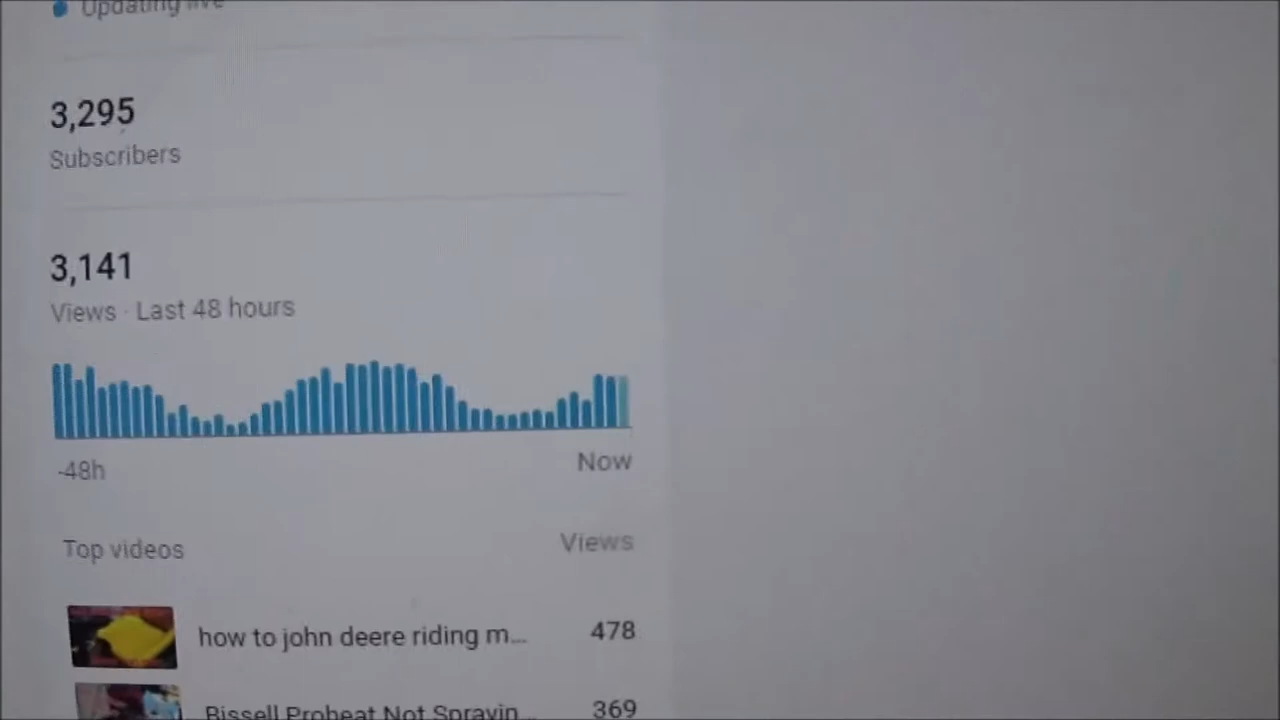 Updating live
3,295
Subscribers
3,141
Views · Last 48 hours
-48h Now
Top videos Views
how to john deere riding m... 478
Bissell Proheat Not Sprayin... 369